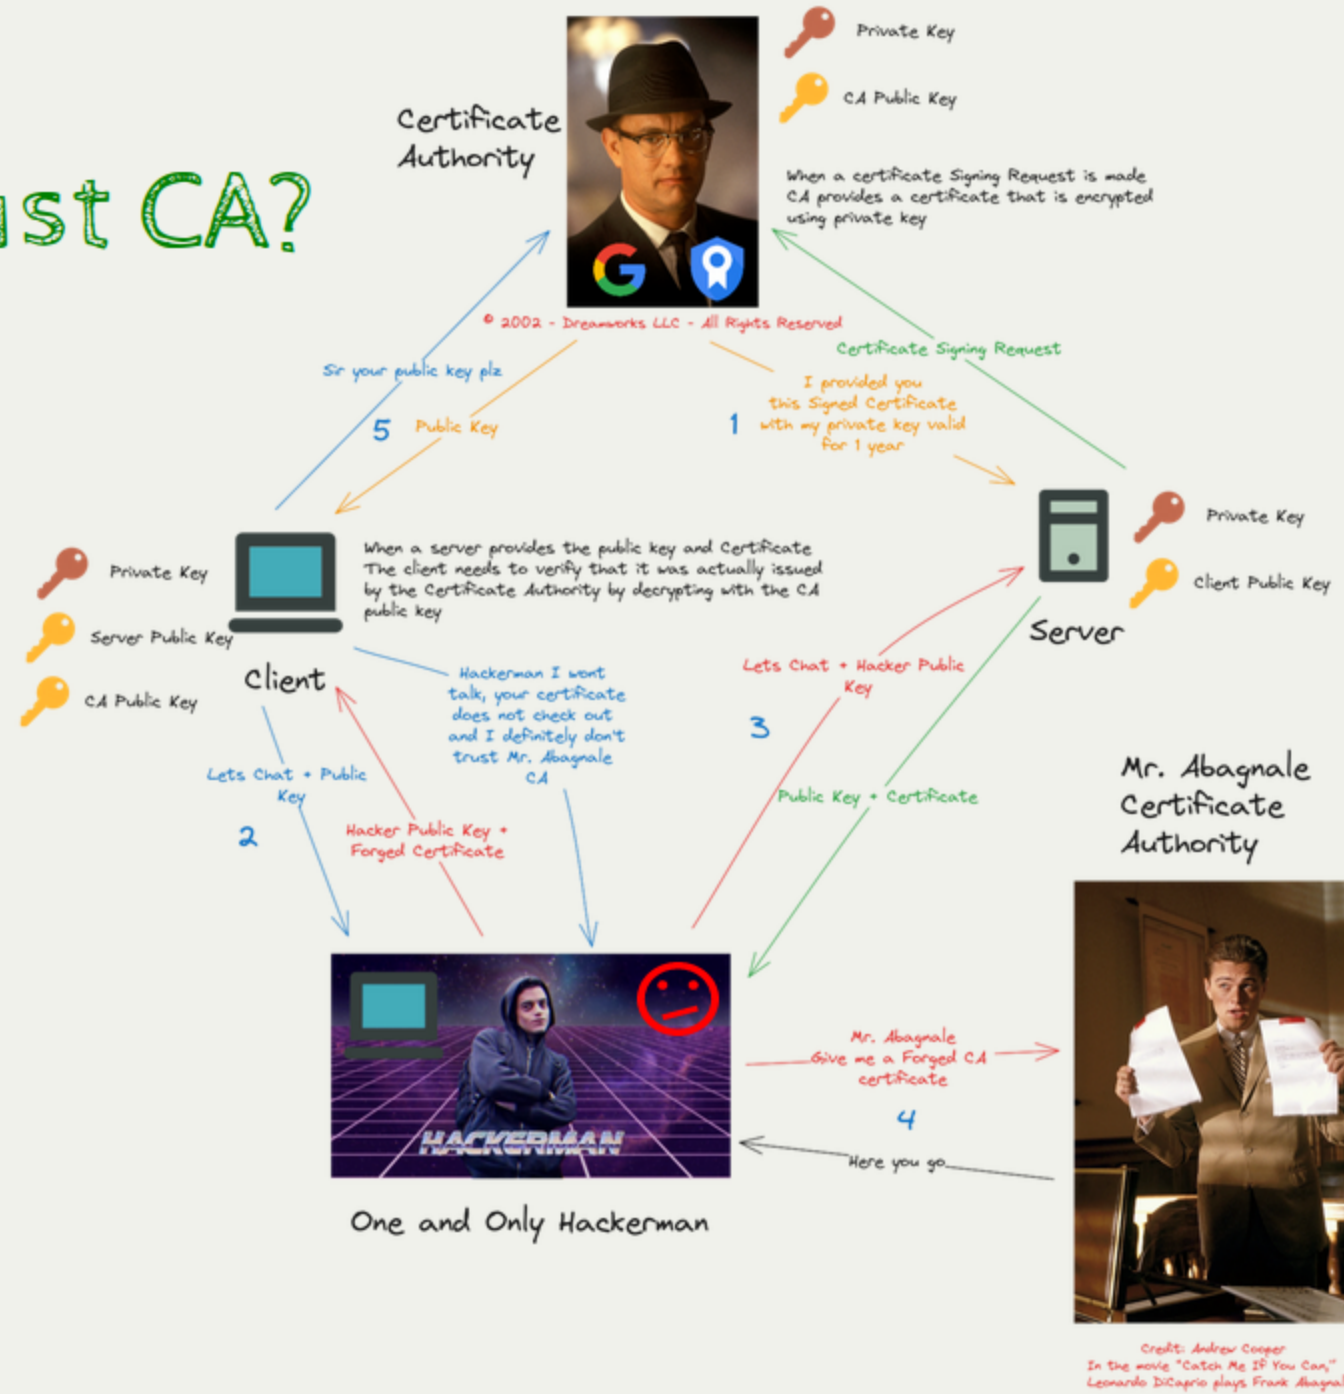 Private Key
CA Public Key
Certificate
Authority
ust CA?
When a certificate Signing Request is made
CA provides a certificate that is encrypted
using private key
G
© 2002 - Dreamworks LLC - All Rights Reserved
Certificate Signing Request
Sir your public key plz
5
Public Key
1
I provided you
this Signed Certificate
with my private key valid
for 1 year
Private Key
Client Public Key
Server
Private Key
Server Public Key
CA Public Key
Client
When a server provides the public key and Certificate
The client needs to verify that it was actually issued
by the Certificate Authority by decrypting with the CA
public key
Hackerman I wont
talk, your certificate
does not check out
and I definitely don't
trust Mr. Abagnale
CA
Lets Chat + Hacker Public
Key
3
Lets Chat + Public
Key
2
Hacker Public Key +
Forged Certificate
Public Key + Certificate
Mr. Abagnale
Certificate
Authority
HACKERMAN
Mr. Abagnale
Give me a Forged CA
certificate
4
Here you go
One and Only Hackerman
Credit: Andrew Cooper
In the movie "Catch Me If You Can,"
Leonardo DiCaprio plays Frank Abagnal